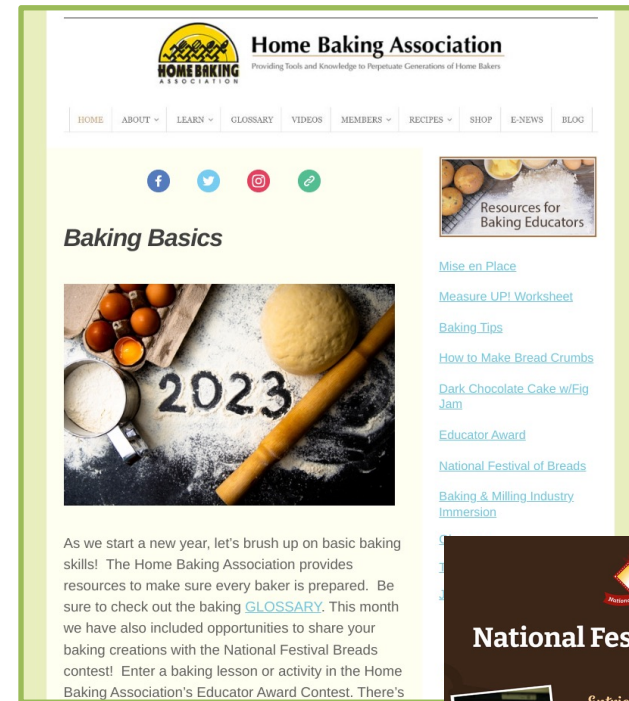 HOME BAKING
ASSOCIATION
Home Baking Association
Providing Tools and Knowledge to Perpetuate Generations of Home Bakers
HOME ABOUT LEARN GLOSSARY VIDEOS MEMBERS RECIPES SHOP E-NEWS BLOG
Baking Basics
2023
As we start a new year, let's brush up on basic baking
skills! The Home Baking Association provides
resources to make sure every baker is prepared. Be
sure to check out the baking GLOSSARY. This month
we have also included opportunities to share your
baking creations with the National Festival Breads
contest! Enter a baking lesson or activity in the Home
Baking Association's Educator Award Contest. There's
Resources for
Baking Educators
Mise en Place
Measure UP! Worksheet
Baking Tips
How to Make Bread Crumbs
Dark Chocolate Cake w/Fig
Jam
Educator Award
National Festival of Breads
Baking & Milling Industry
Immersion
National Fes